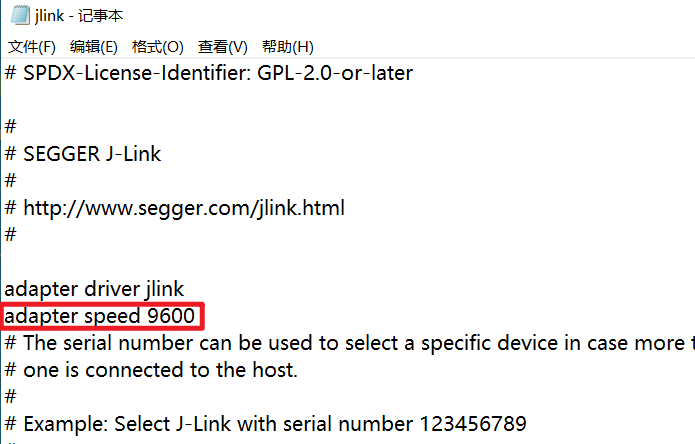 jlink - 记事本
文件(F) 编辑(E) 格式(O) 查看(V) 帮助(H)
# SPDX-License-Identifier: GPL-2.0-or-later
#
# SEGGER J-Link
#
# http://www.segger.com/jlink.html
#
adapter driver jlink
adapter speed 9600
# The serial number can be used to select a specific device in case more
# one is connected to the host.
#
# Example: Select J-Link with serial number 123456789